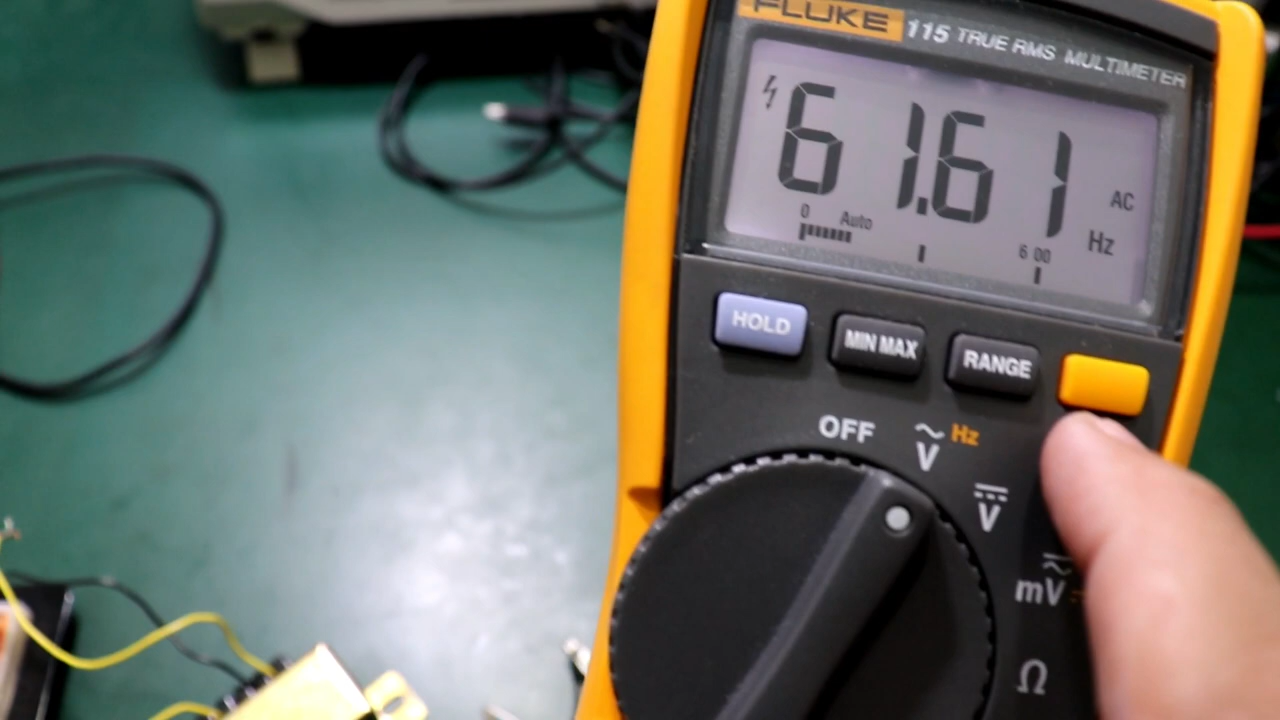 FLUKE 115 TRUE RMS MULTIMETER
61.61
AC
Hz
0 Auto
6 00
HOLD
MIN MAX
RANGE
OFF
V Hz
V
mV
Ω